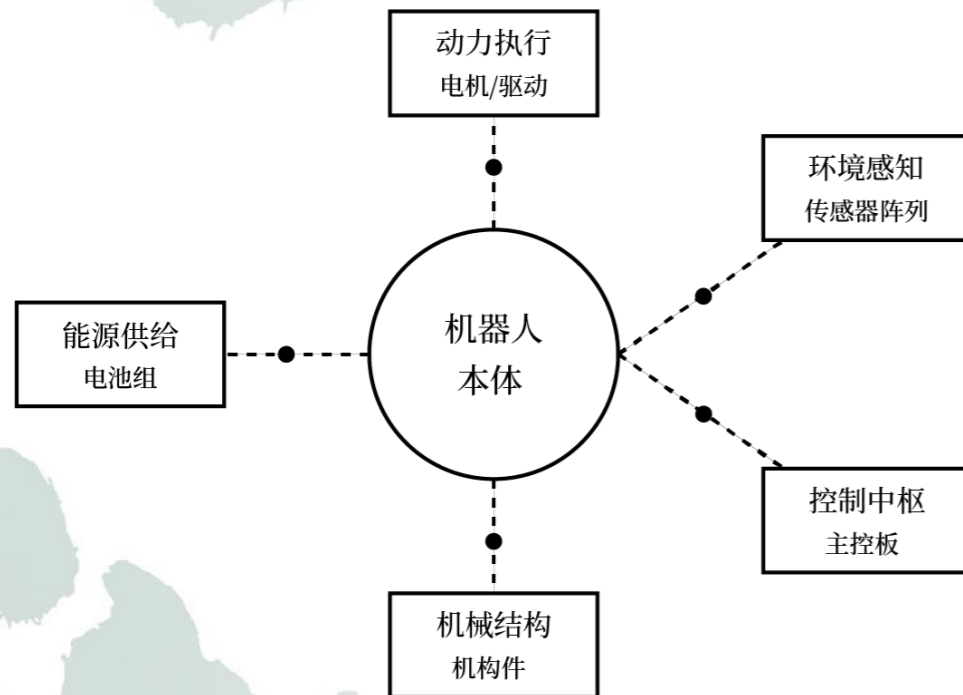 动力执行
电机/驱动
环境感知
传感器阵列
机器人
本体
能源供给
电池组
控制中枢
主控板
机械结构
机构件